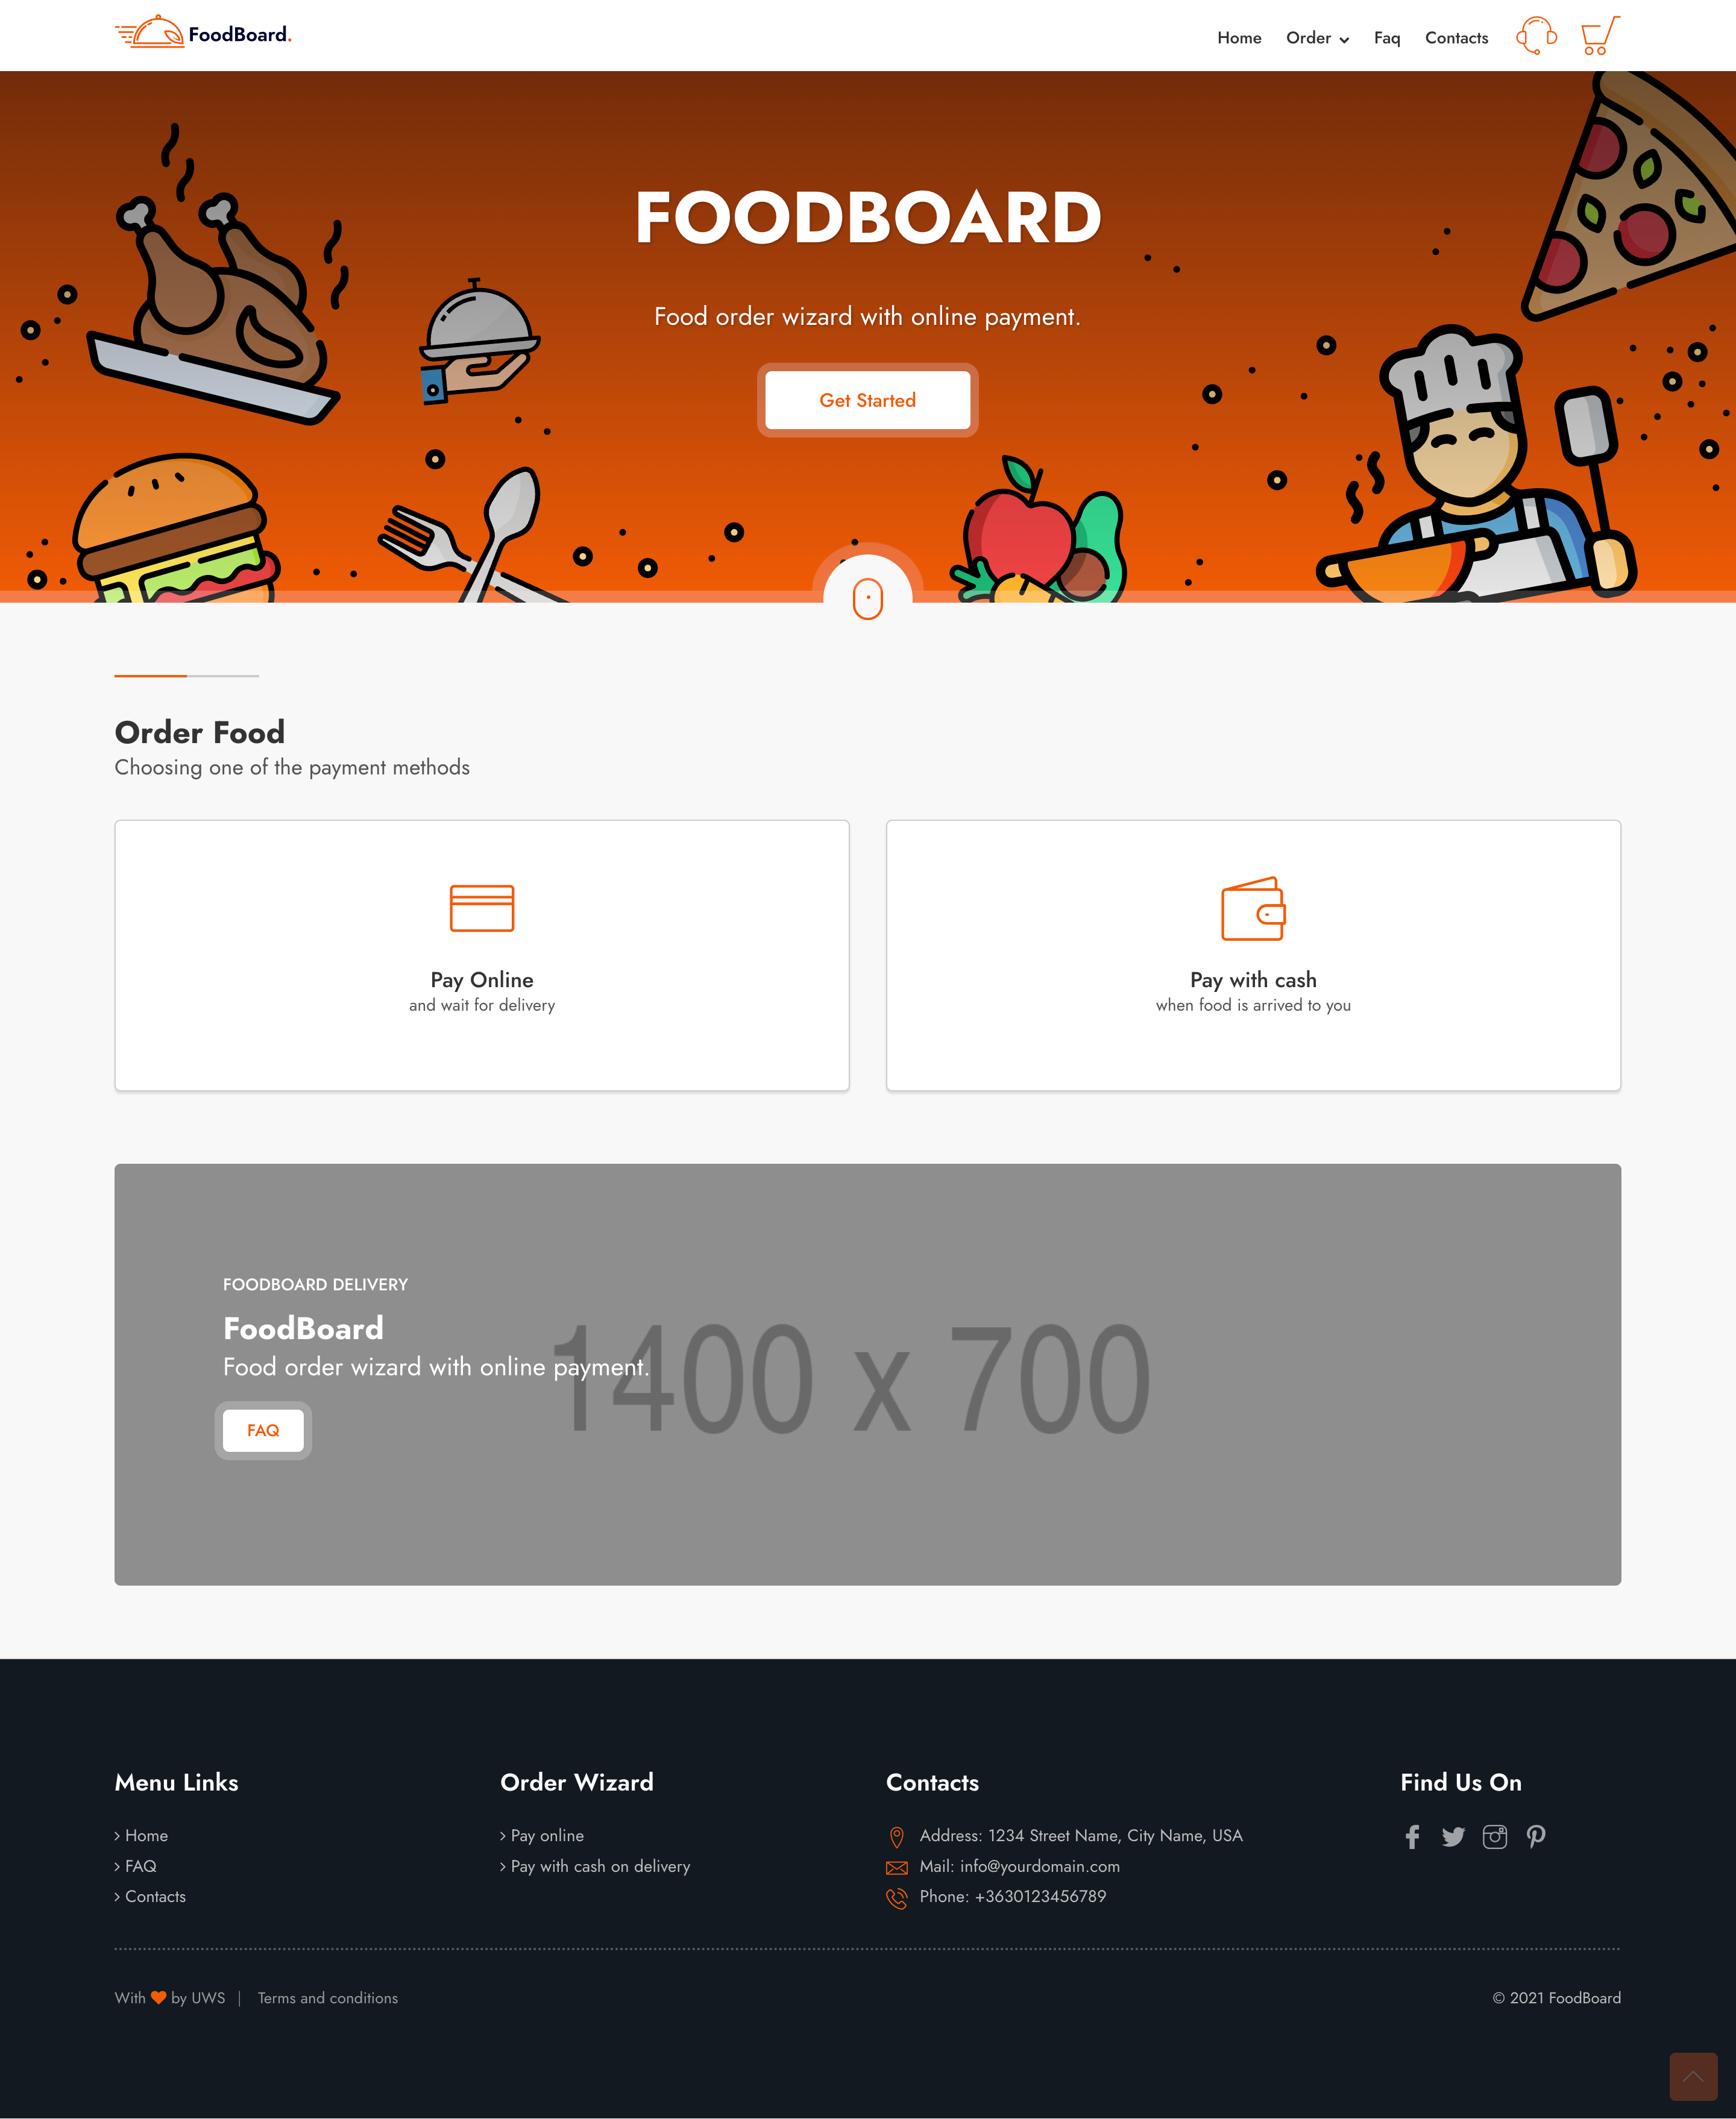 FoodBoard.
Home Order Faq Contacts
FOODBOARD
Food order wizard with online payment.
Get Started
Order Food
Choosing one of the payment methods
Pay Online
and wait for delivery
Pay with cash
when food is arrived to you
FOODBOARD DELIVERY
FoodBoard
Food order wizard with online payment.
1400 x 700
FAQ
Menu Links
Home
FAQ
Contacts
Order Wizard
Pay online
Pay with cash on delivery
Contacts
Address: 1234 Street Name, City Name, USA
Mail: info@yourdomain.com
Phone: +3630123456789
Find Us On
With by UWS | Terms and conditions
© 2021 FoodBoard